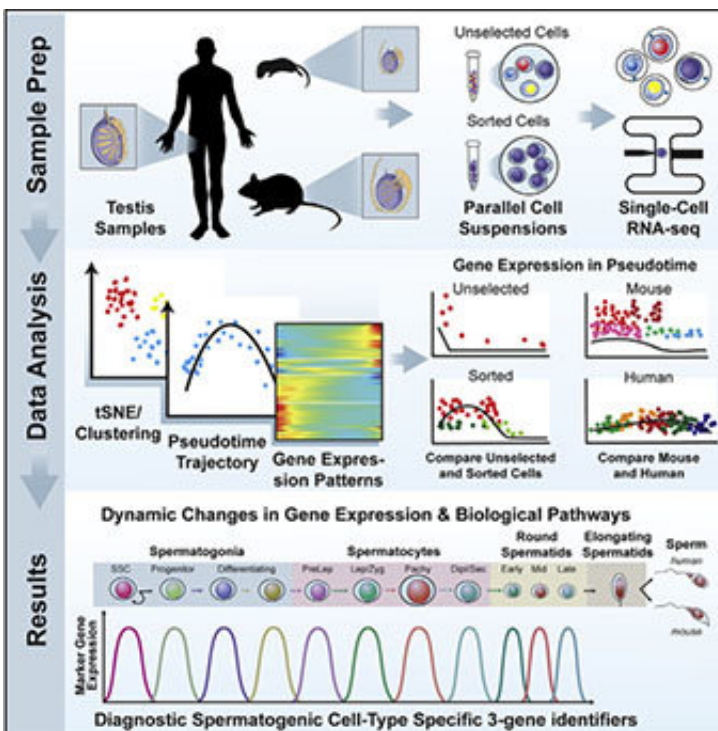 Sample Prep
Unselected Cells
Sorted Cells
Testis
Samples
Parallel Cell
Suspensions
Single-Cell
RNA-seq
Data Analysis
tSNE/
Clustering
Pseudotime
Trajectory
Gene Expres-
sion Patterns
Gene Expression in Pseudotime
Unselected
Mouse
Sorted
Human
Compare Unselected
and Sorted Cells
Compare Mouse
and Human
Results
Dynamic Changes in Gene Expression & Biological Pathways
Spermatogonia
Spermatocytes
Round
Spermatids
Elongating
Spermatids
Sperm
SSC
Progenitor
Differentiating
PreLep
Lep/Zyg
Pachy
Dipl/Sec
Early
Mid
Late
human
mouse
Marker Gene
Expression
Diagnostic Spermatogenic Cell-Type Specific 3-gene identifiers